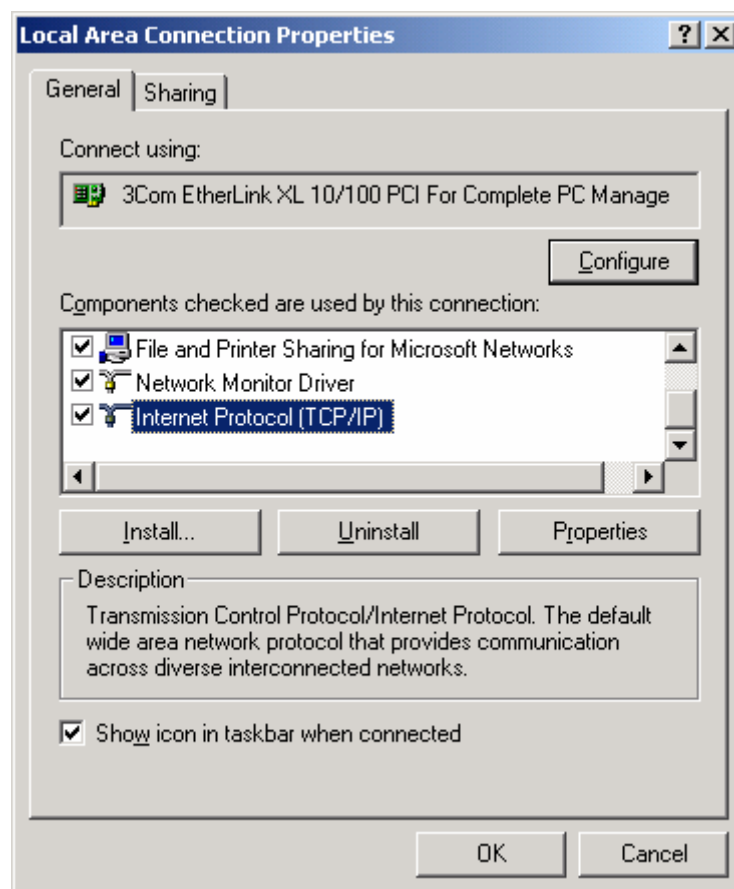 Local Area Connection Properties
General
Sharing
Connect using:
3Com EtherLink XL 10/100 PCI For Complete PC Manage
Configure
Components checked are used by this connection:
File and Printer Sharing for Microsoft Networks
Network Monitor Driver
Internet Protocol (TCP/IP)
Install...
Uninstall
Properties
Description
Transmission Control Protocol/Internet Protocol. The default
wide area network protocol that provides communication
across diverse interconnected networks.
Show icon in taskbar when connected
OK
Cancel